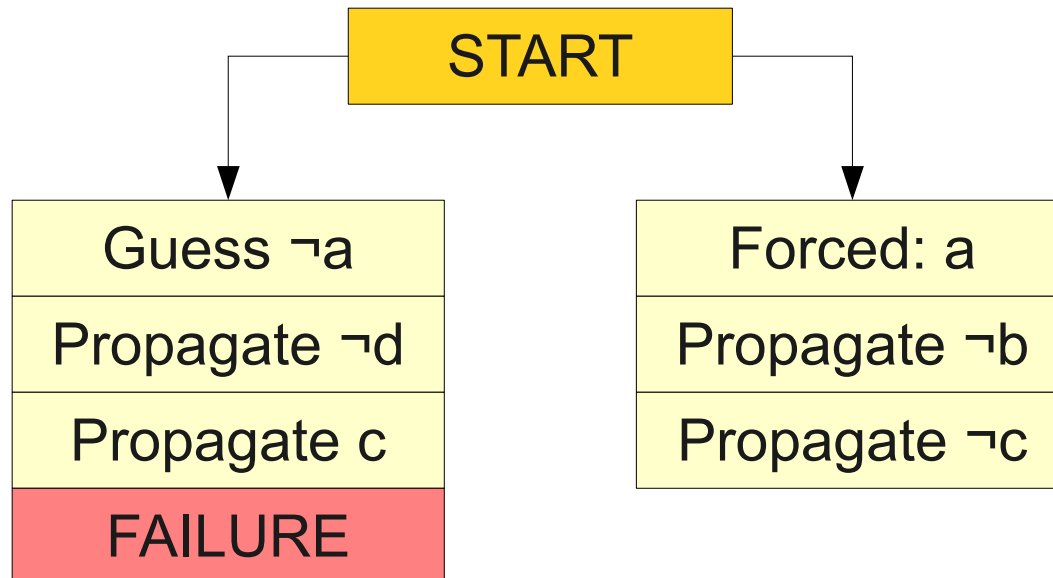 START
Guess ¬a
Propagate ¬d
Propagate c
FAILURE
Forced: a
Propagate ¬b
Propagate ¬c